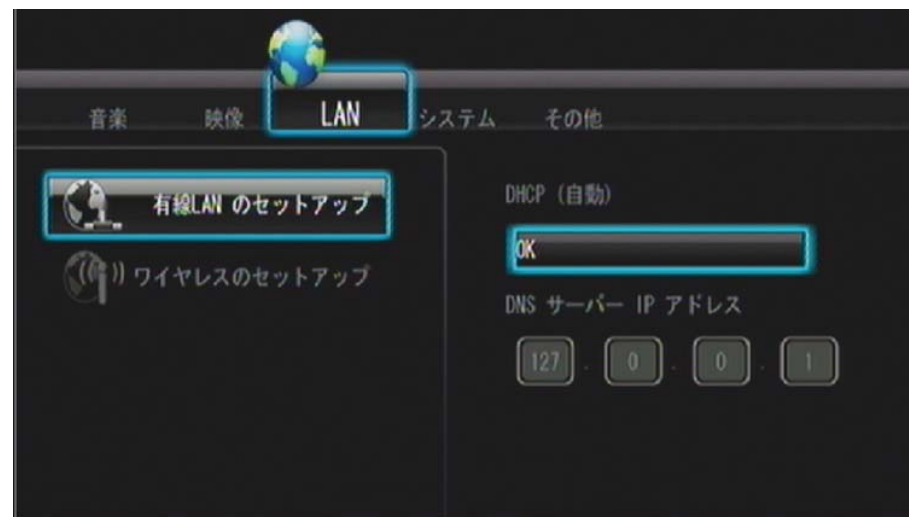 音楽 映像 LAN システム その他
有線LAN のセットアップ
ワイヤレスのセットアップ
DHCP (自動)
OK
DNS サーバー IP アドレス
127 . 0 . 0 . 1